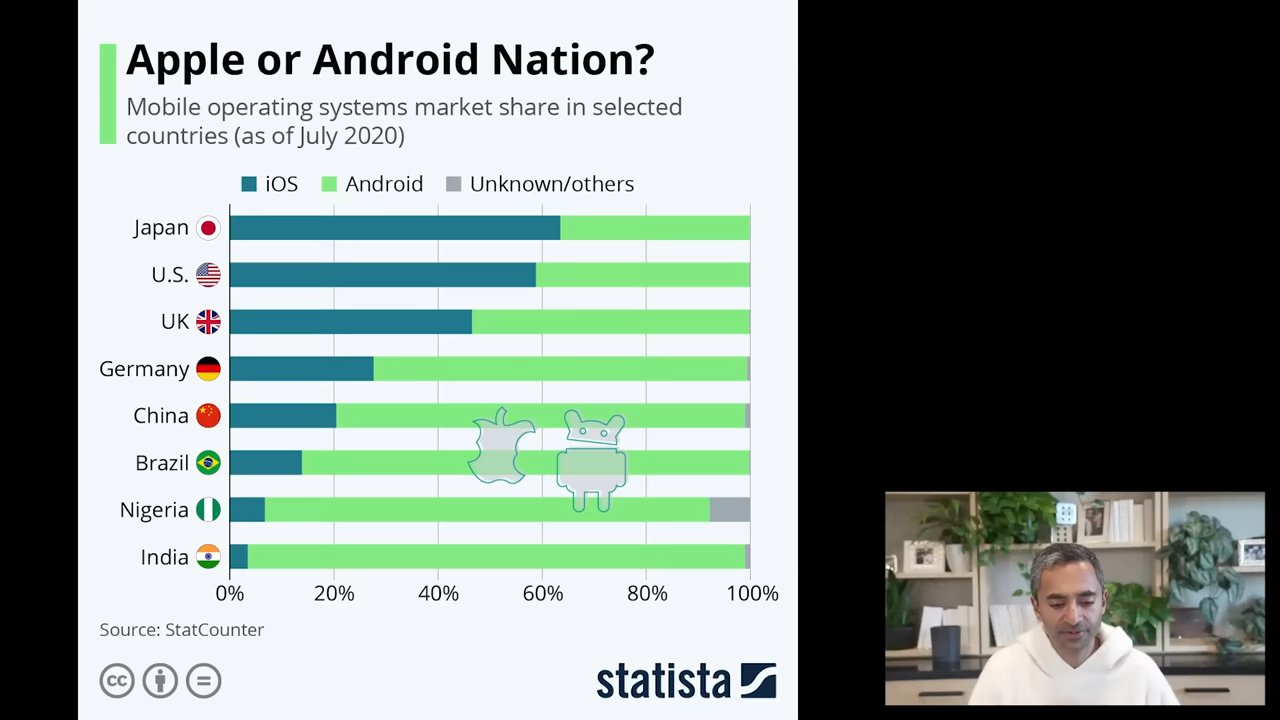 Apple or Android Nation?
Mobile operating systems market share in selected
countries (as of July 2020)
iOS Android Unknown/others
Japan
U.S.
UK
Germany
China
Brazil
Nigeria
India
0% 20% 40% 60% 80% 100%
Source: StatCounter
cc
statista